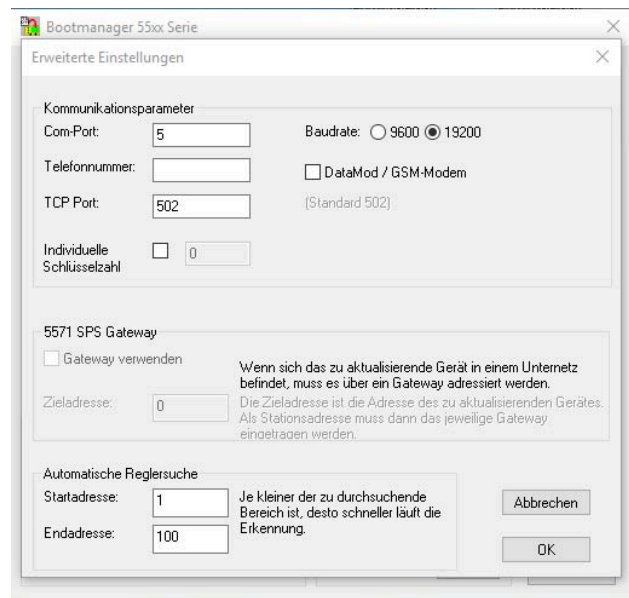 Bootmanager 55xx Serie
Erweiterte Einstellungen
Kommunikationsparameter
Com-Port: 5 Baudrate: 9600 19200
Telefonnummer: DataMod / GSM-Modem
TCP Port: 502 (Standard 502)
Individuelle
Schlüsselzahl 0
5571 SPS Gateway
Gateway verwenden
Wenn sich das zu aktualisierende Gerät in einem Unternetz
befindet, muss es über ein Gateway adressiert werden.
Zieladresse: 0
Die Zieladresse ist die Adresse des zu aktualisierenden Gerätes.
Als Stationsadresse muss dann das jeweilige Gateway
eingetragen werden.
Automatische Reglersuche
Startadresse: 1
Endadresse: 100
Je kleiner der zu durchsuchende
Bereich ist, desto schneller läuft die
Erkennung.
Abbrechen
OK